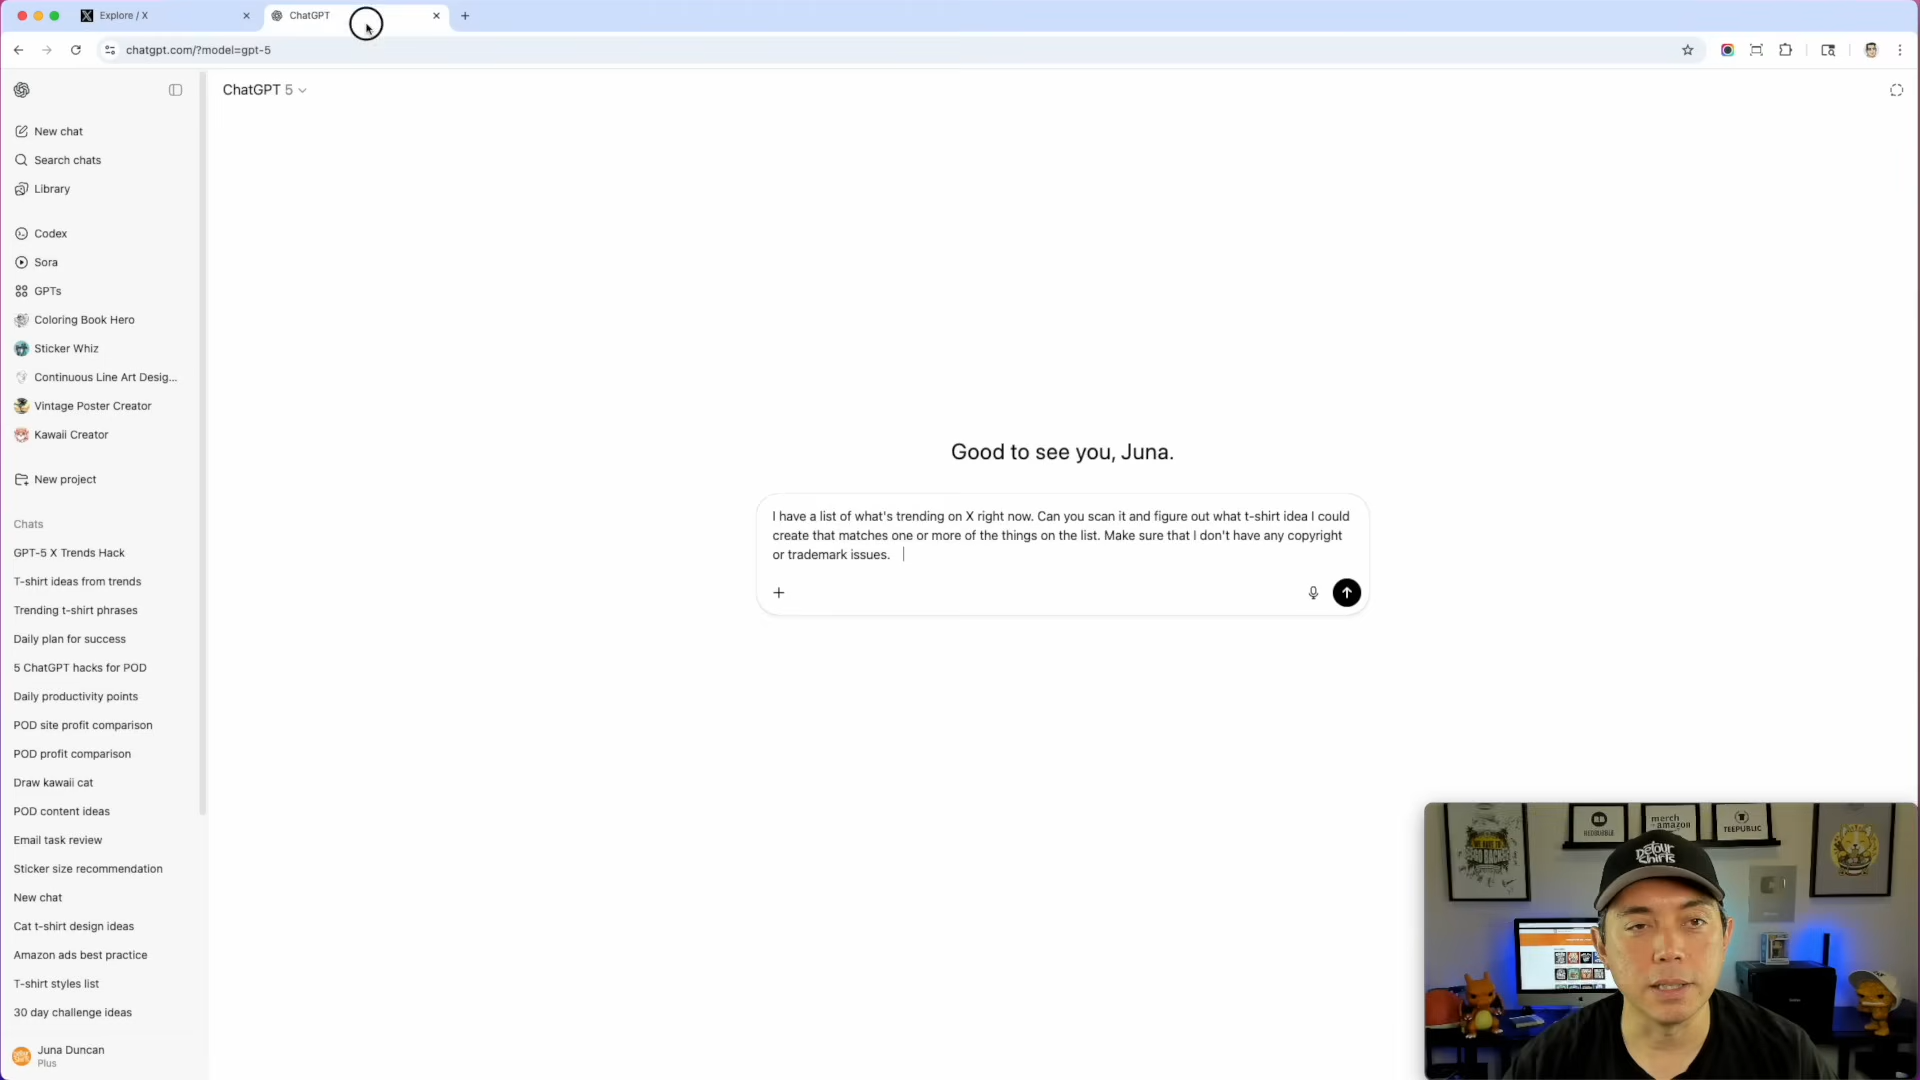 Explore / X
ChatGPT
chatgpt.com/?model=gpt-5
ChatGPT 5
New chat
Search chats
Library
Codex
Sora
GPTs
Coloring Book Hero
Sticker Whiz
Continuous Line Art Desig...
Vintage Poster Creator
Kawaii Creator
New project
Chats
GPT-5 X Trends Hack
T-shirt ideas from trends
Trending t-shirt phrases
Daily plan for success
5 ChatGPT hacks for POD
Daily productivity points
POD site profit comparison
POD profit comparison
Draw kawaii cat
POD content ideas
Email task review
Sticker size recommendation
New chat
Cat t-shirt design ideas
Amazon ads best practice
T-shirt styles list
30 day challenge ideas
Juna Duncan
Plus
Good to see you, Juna.
I have a list of what's trending on X right now. Can you scan it and figure out what t-shirt idea I could
create that matches one or more of the things on the list. Make sure that I don't have any copyright
or trademark issues.
REDBUBBLE
merch
amazon
TEEPUBLIC
GO BACK
Detour
Shirts